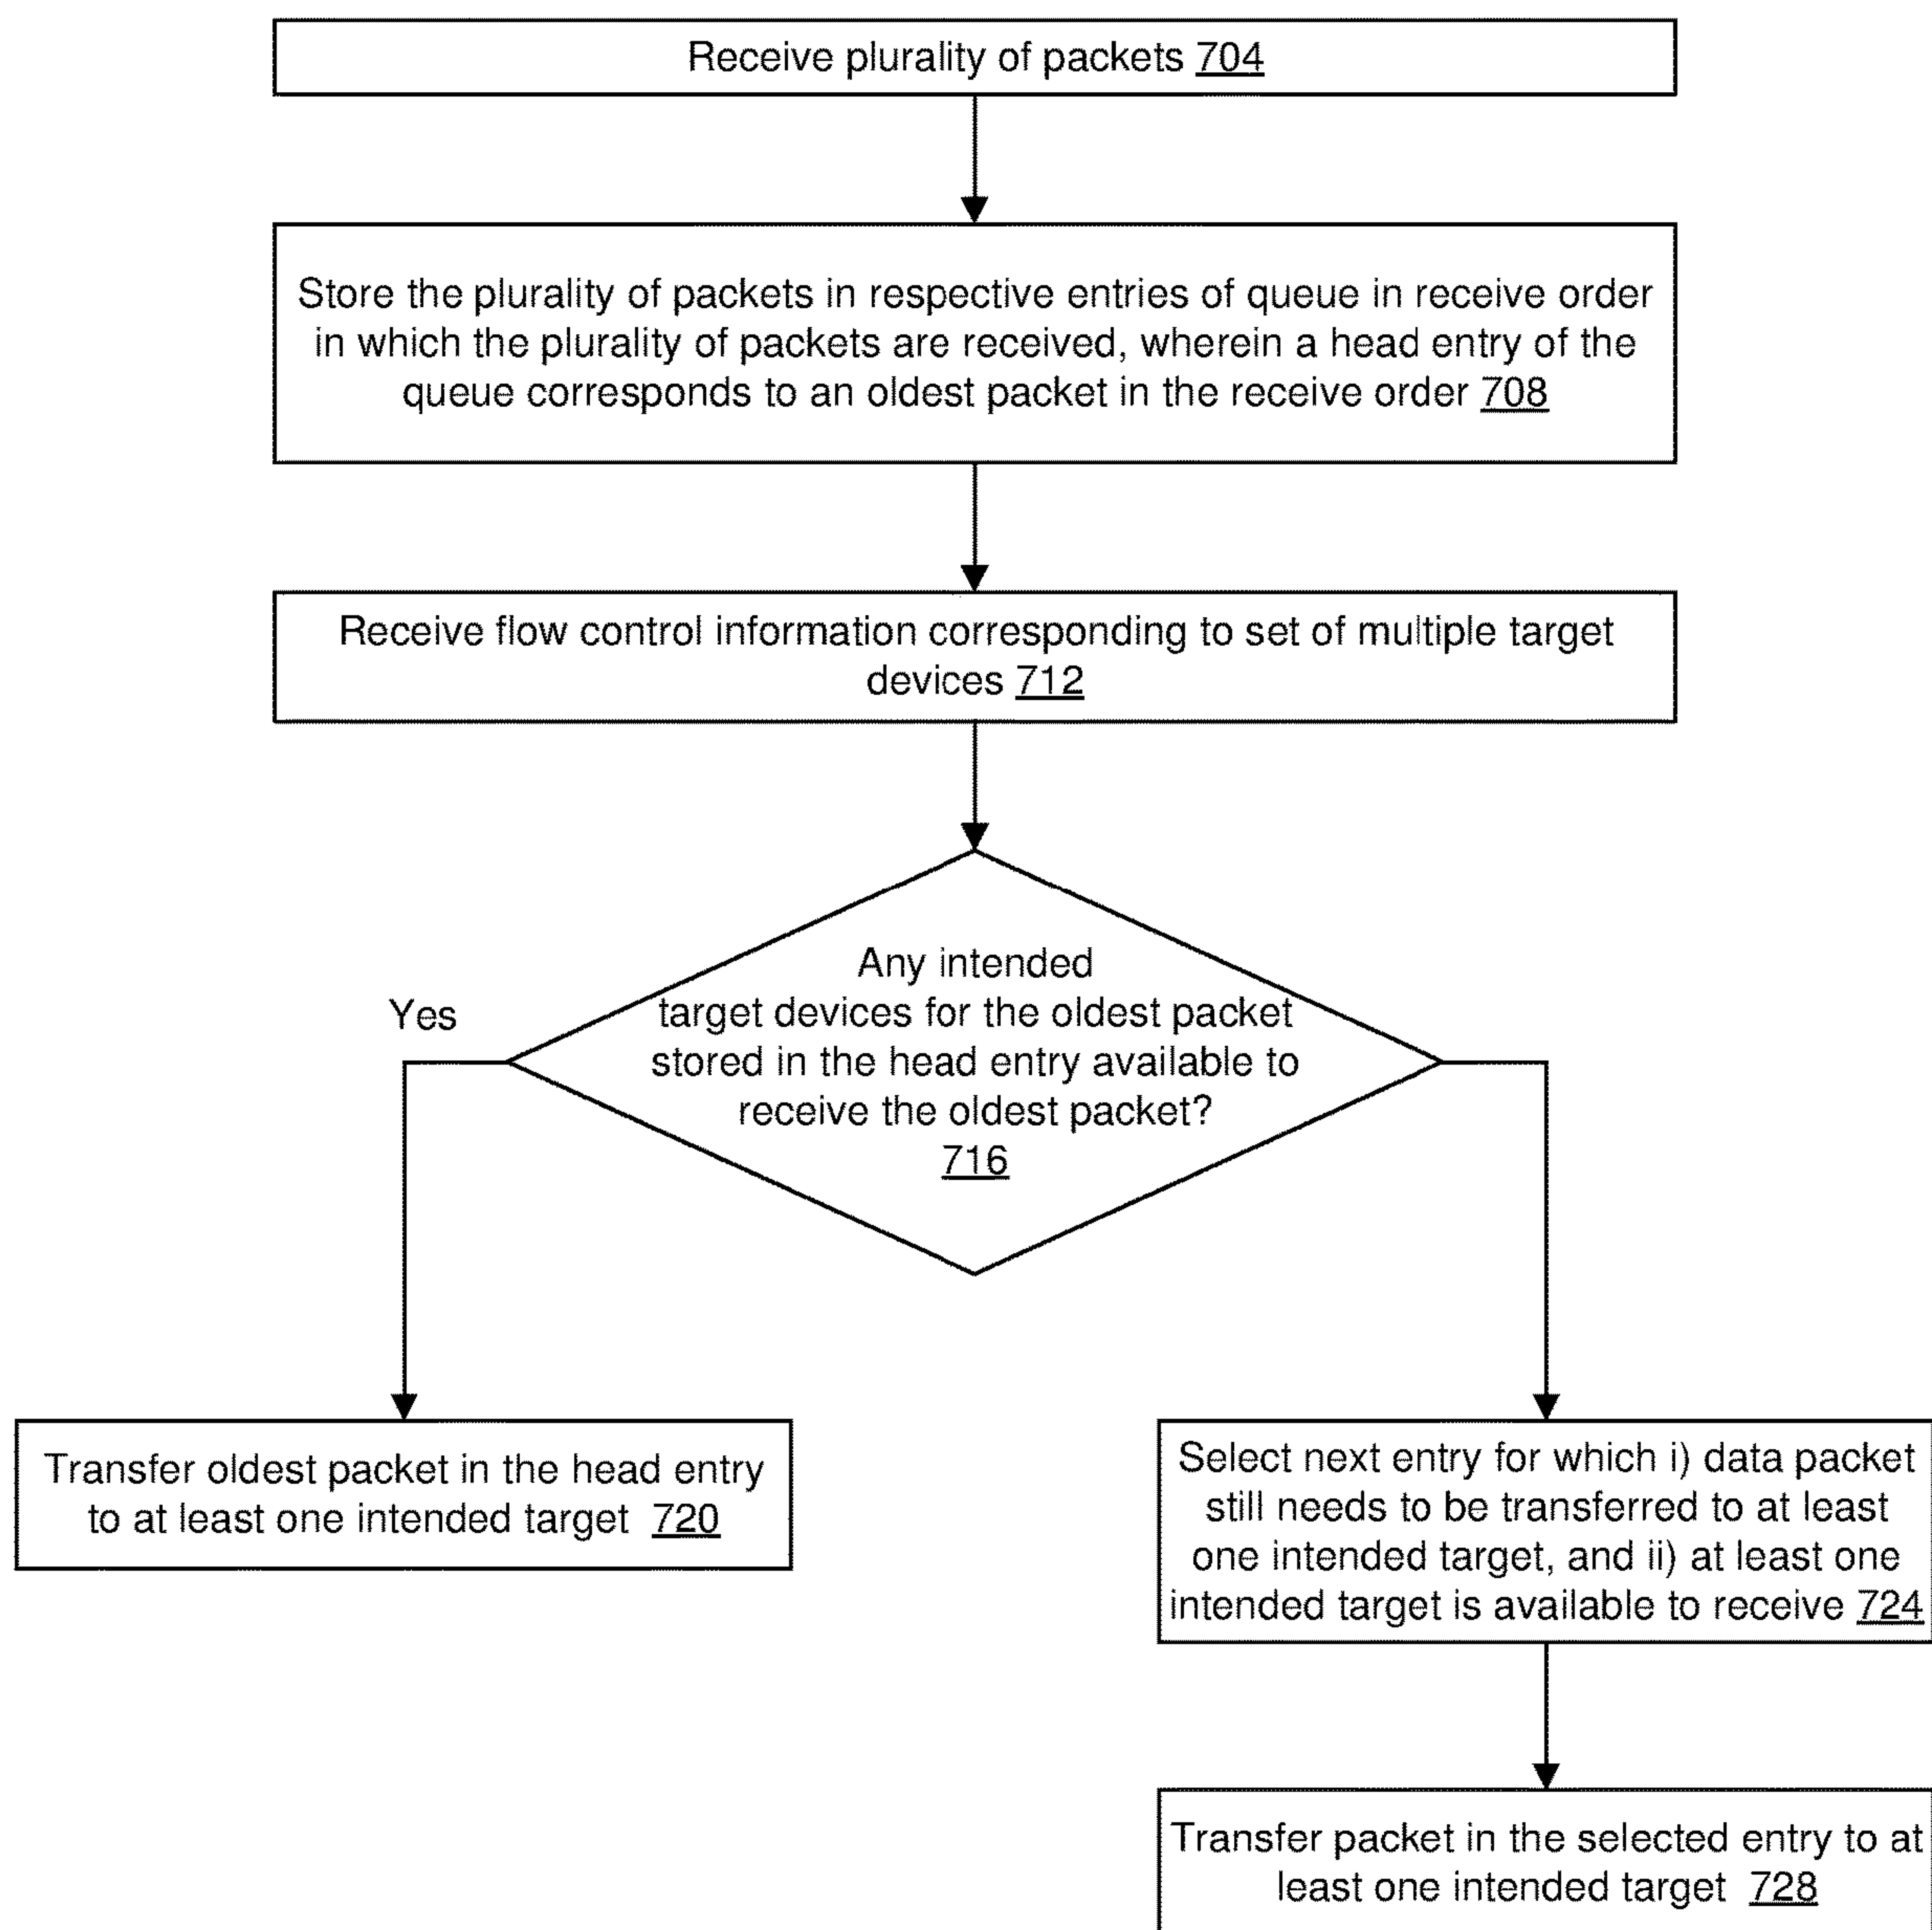 Receive plurality of packets 704
Store the plurality of packets in respective entries of queue in receive order
in which the plurality of packets are received, wherein a head entry of the
queue corresponds to an oldest packet in the receive order 708
Receive flow control information corresponding to set of multiple target
devices 712
Any intended
target devices for the oldest packet
stored in the head entry available to
receive the oldest packet?
716
Yes
Transfer oldest packet in the head entry
to at least one intended target 720
Select next entry for which i) data packet
still needs to be transferred to at least
one intended target, and ii) at least one
intended target is available to receive 724
Transfer packet in the selected entry to at
least one intended target 728